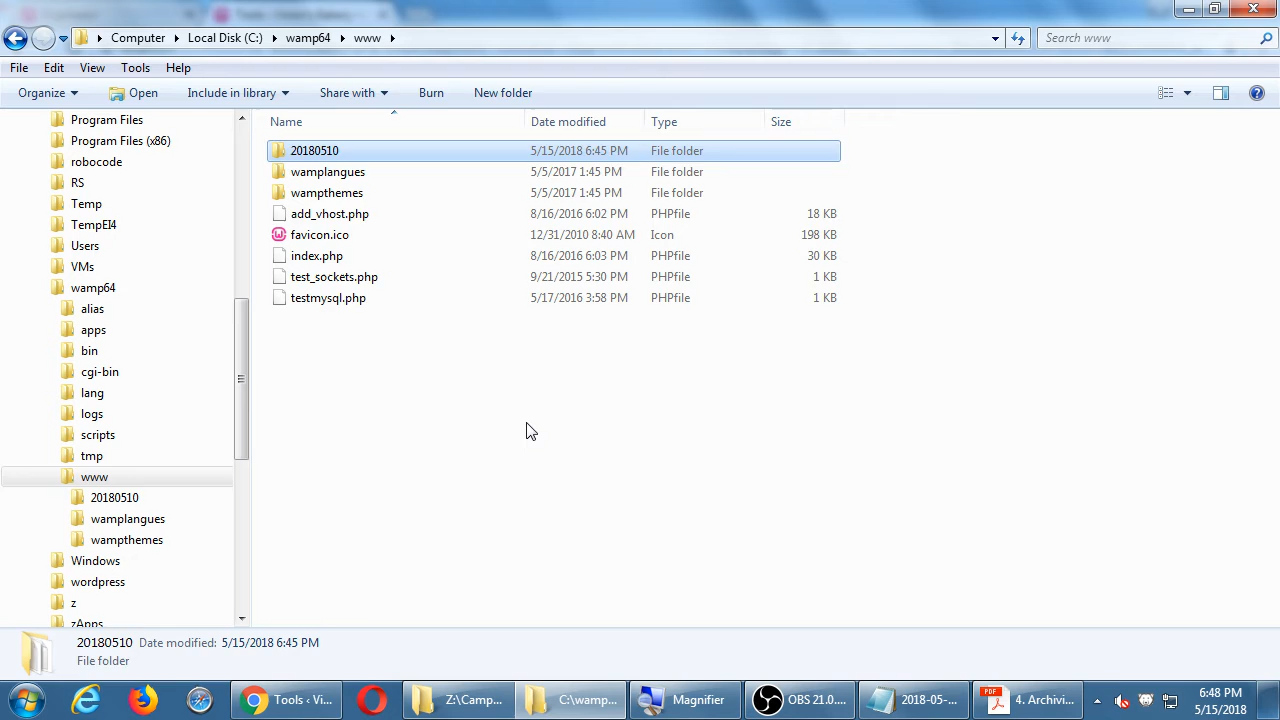 Computer Local Disk (C:) wamp64 www
Search www
File Edit View Tools Help
Organize Open Include in library Share with Burn New folder
Name Date modified Type Size
20180510 5/15/2018 6:45 PM File folder
wamplangues 5/5/2017 1:45 PM File folder
wampthemes 5/5/2017 1:45 PM File folder
add_vhost.php 8/16/2016 6:02 PM PHPfile 18 KB
favicon.ico 12/31/2010 8:40 AM Icon 198 KB
index.php 8/16/2016 6:03 PM PHPfile 30 KB
test_sockets.php 9/21/2015 5:30 PM PHPfile 1 KB
testmysql.php 5/17/2016 3:58 PM PHPfile 1 KB
Program Files
Program Files (x86)
robocode
RS
Temp
TempEI4
Users
VMs
wamp64
alias
apps
bin
cgi-bin
lang
logs
scripts
tmp
www
20180510
wamplangues
wampthemes
Windows
wordpress
z
zApps
20180510 Date modified: 5/15/2018 6:45 PM
File folder
Tools ‹ Vi... Z:\Camp... C:\wamp... Magnifier OBS 21.0.... 2018-05-... PDF 4. Archivi... 6:48 PM
5/15/2018